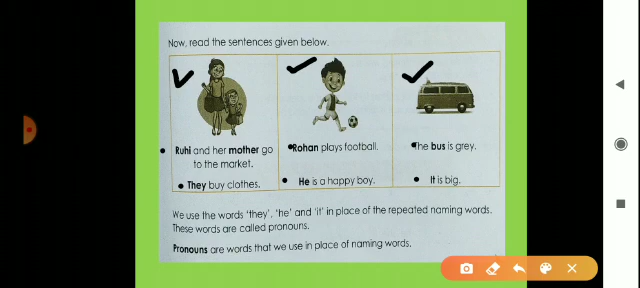 Now, read the sentences given below.
Ruhi and her mother go
to the market.
They buy clothes.
Rohan plays football.
He is a happy boy.
The bus is grey.
It is big.
We use the words 'they', 'he' and 'it' in place of the repeated naming words.
These words are called pronouns.
Pronouns are words that we use in place of naming words.